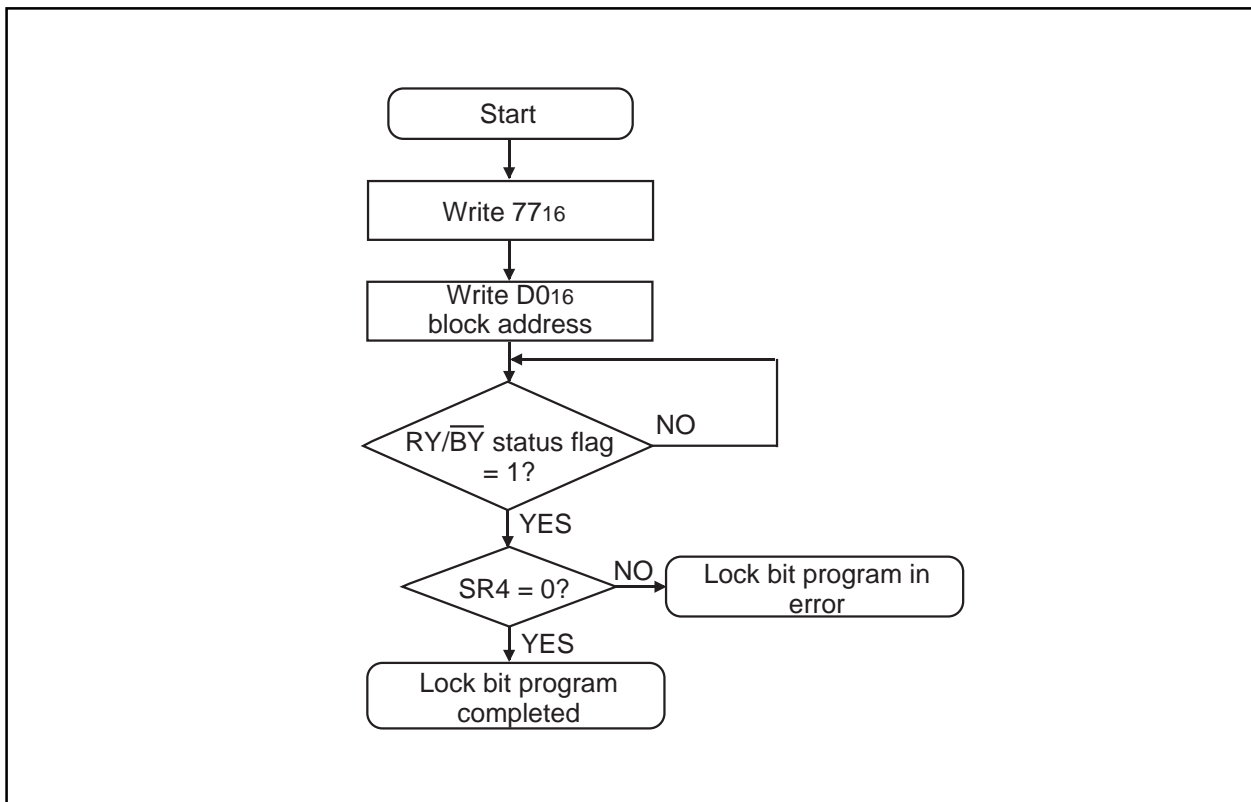 Start
Write 7716
Write D016
block address
NO
RY/BY status flag
= 1?
YES
SR4 = 0?
NO
Lock bit program in
error
YES
Lock bit program
completed